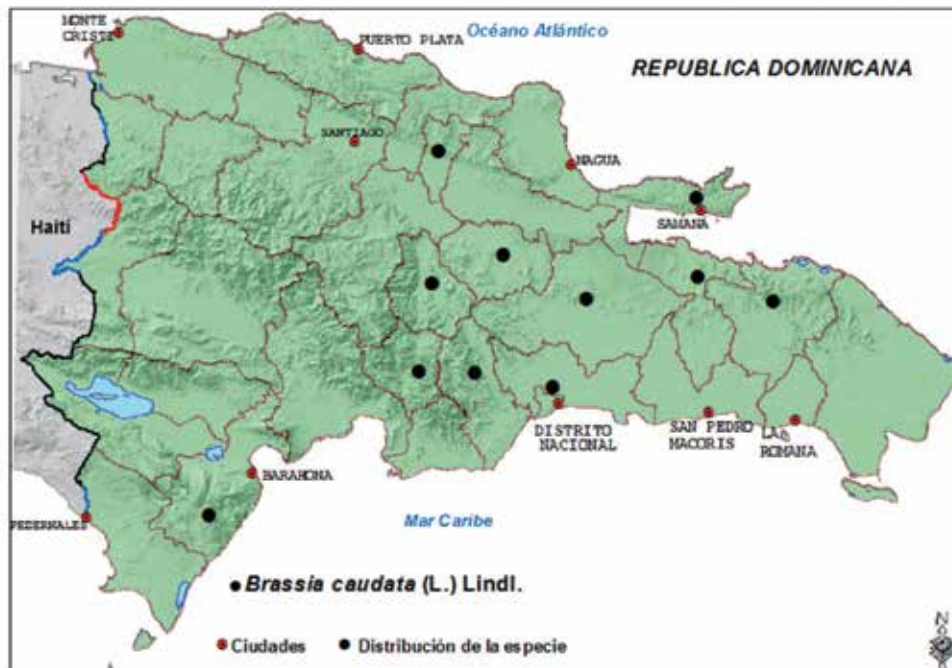 MONTE
CRISTI
PUERTO PLATA
Océano Atlántico
REPUBLICA DOMINICANA
SANTIAGO
NAGUA
SAMANA
Haití
DISTRITO
NACIONAL
SAN PEDRO
MACORIS
LA
ROMANA
BARAHONA
PEDERNALES
Mar Caribe
Brassia caudata (L.) Lindl.
Ciudades
Distribución de la especie